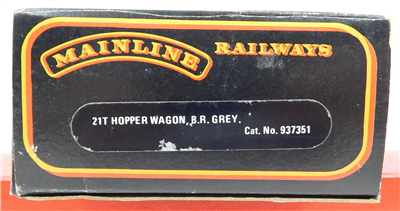 MAINLINE RAILWAYS
21T HOPPER WAGON, B.R. GREY.
Cat. No. 937351